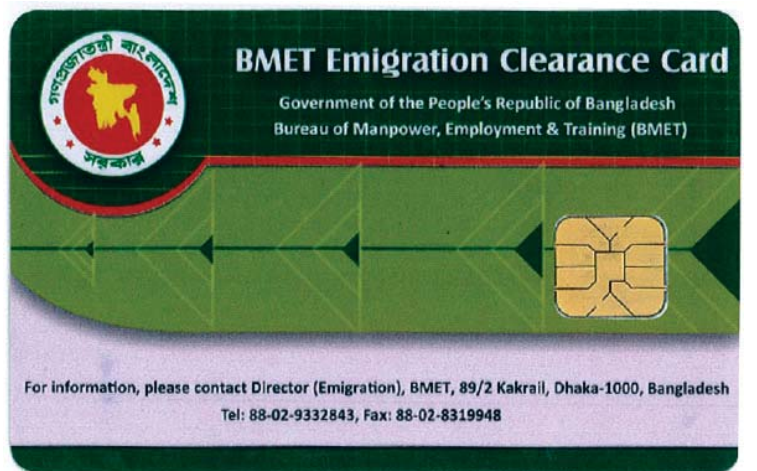 গণপ্রজাতন্ত্রী বাংলাদেশ
সরকার
BMET Emigration Clearance Card
Government of the People's Republic of Bangladesh
Bureau of Manpower, Employment & Training (BMET)
For information, please contact Director (Emigration), BMET, 89/2 Kakrail, Dhaka-1000, Bangladesh
Tel: 88-02-9332843, Fax: 88-02-8319948